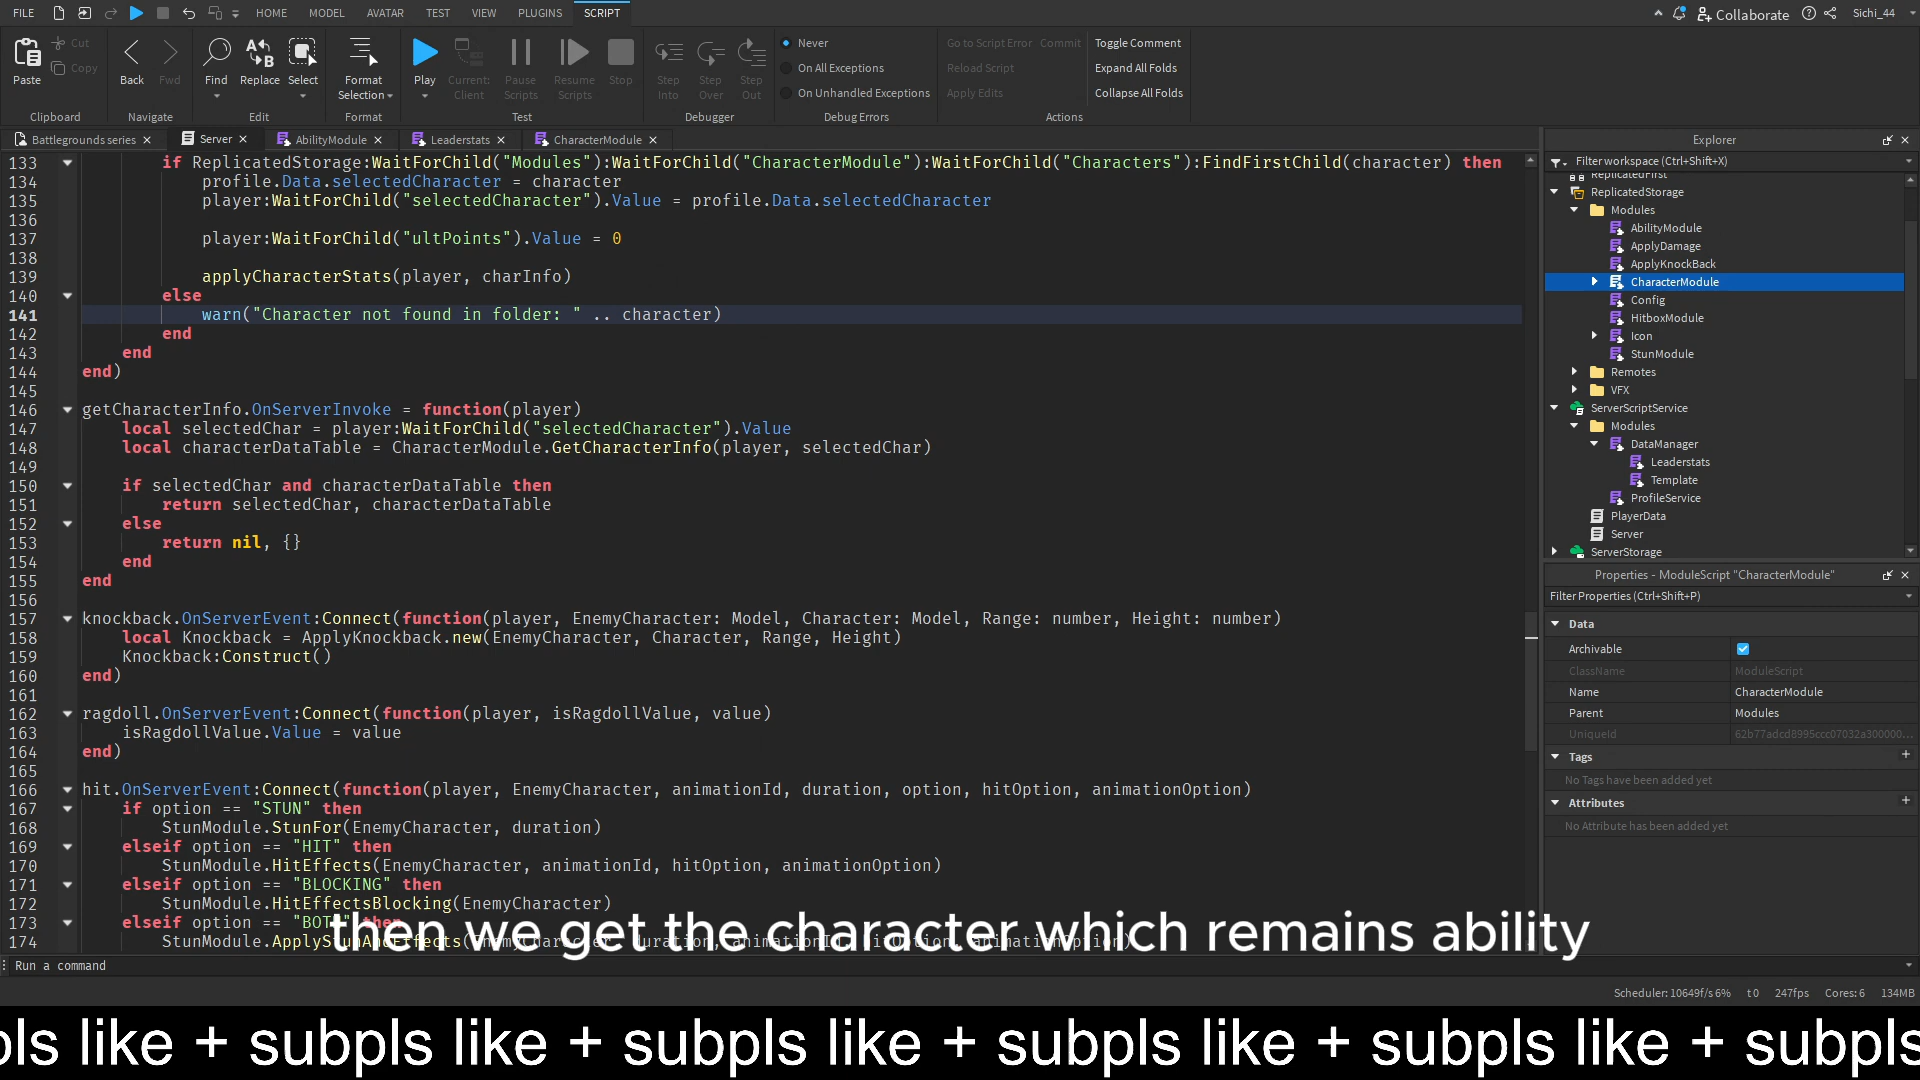 FILE HOME MODEL AVATAR TEST VIEW PLUGINS SCRIPT Collaborate Sichi_44
Paste Cut Copy Back Fwd Find Replace Select Format Selection Play Current: Client Pause Scripts Resume Scripts Stop Step Into Step Over Step Out
Never
On All Exceptions
On Unhandled Exceptions
Go to Script Error Commit
Reload Script
Apply Edits
Toggle Comment
Expand All Folds
Collapse All Folds
Clipboard Navigate Edit Format Test Debugger Debug Errors Actions
Battlegrounds series Server AbilityModule Leaderstats CharacterModule
133 if ReplicatedStorage:WaitForChild("Modules"):WaitForChild("CharacterModule"):WaitForChild("Characters"):FindFirstChild(character) then
134 profile.Data.selectedCharacter = character
135 player:WaitForChild("selectedCharacter").Value = profile.Data.selectedCharacter
136
137 player:WaitForChild("ultPoints").Value = 0
138
139 applyCharacterStats(player, charInfo)
140 else
141 warn("Character not found in folder: " .. character)
142 end
143 end
144 end)
145
146 getCharacterInfo.OnServerInvoke = function(player)
147 local selectedChar = player:WaitForChild("selectedCharacter").Value
148 local characterDataTable = CharacterModule.GetCharacterInfo(player, selectedChar)
149
150 if selectedChar and characterDataTable then
151 return selectedChar, characterDataTable
152 else
153 return nil, {}
154 end
155 end
156
157 knockback.OnServerEvent:Connect(function(player, EnemyCharacter: Model, Character: Model, Range: number, Height: number)
158 local Knockback = ApplyKnockback.new(EnemyCharacter, Character, Range, Height)
159 Knockback:Construct()
160 end)
161
162 ragdoll.OnServerEvent:Connect(function(player, isRagdollValue, value)
163 isRagdollValue.Value = value
164 end)
165
166 hit.OnServerEvent:Connect(function(player, EnemyCharacter, animationId, duration, option, hitOption, animationOption)
167 if option == "STUN" then
168 StunModule.StunFor(EnemyCharacter, duration)
169 elseif option == "HIT" then
170 StunModule.HitEffects(EnemyCharacter, animationId, hitOption, animationOption)
171 elseif option == "BLOCKING" then
172 StunModule.HitEffectsBlocking(EnemyCharacter)
173 elseif option ==
174
then we get the character which remains ability
Run a command
Explorer
Filter workspace (Ctrl+Shift+X)
ReplicatedFirst
ReplicatedStorage
Modules
AbilityModule
ApplyDamage
ApplyKnockBack
CharacterModule
Config
HitboxModule
Icon
StunModule
Remotes
VFX
ServerScriptService
Modules
DataManager
Leaderstats
Template
ProfileService
PlayerData
Server
ServerStorage
Properties - ModuleScript "CharacterModule"
Filter Properties (Ctrl+Shift+P)
Data
Archivable
ClassName ModuleScript
Name CharacterModule
Parent Modules
UniqueId 62b77adcd8995ccc07032a300000...
Tags
No Tags have been added yet
Attributes
No Attribute has been added yet
Scheduler: 10649f/s 6% t 0 247fps Cores: 6 134MB
pls like + subpls like + subpls like + subpls like + subpls like + subpls